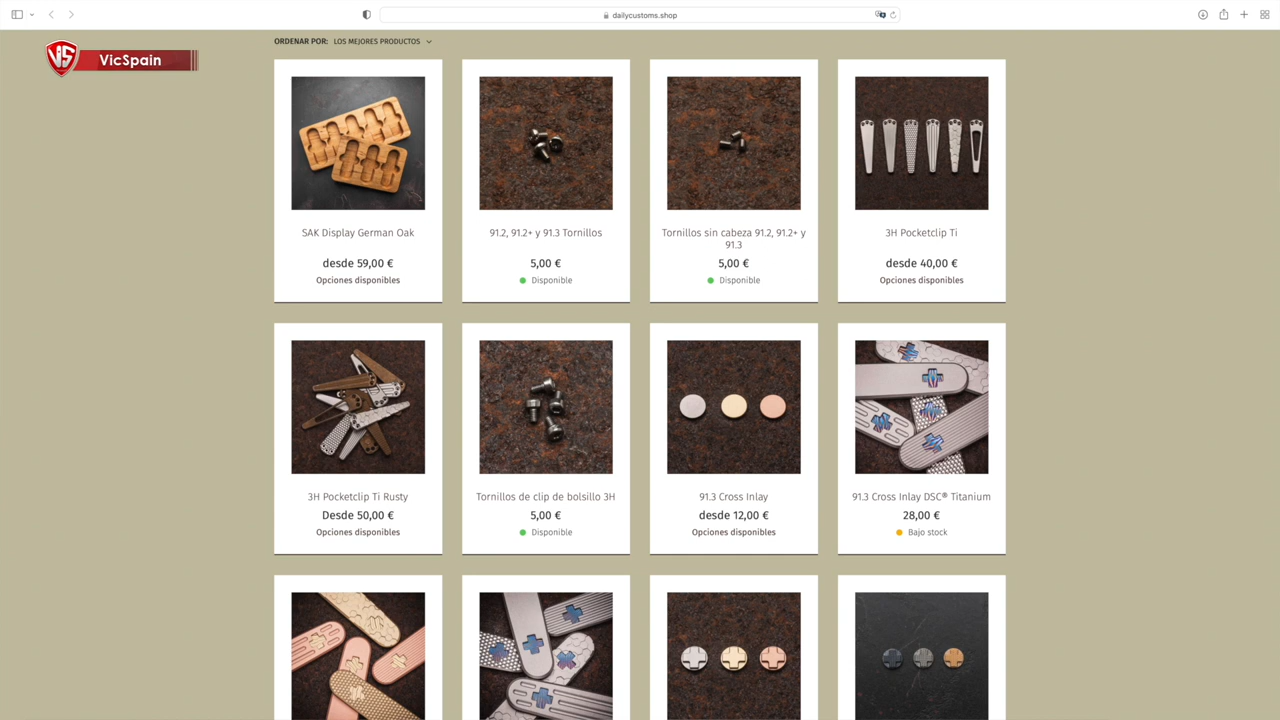 dailycustoms.shop
VS VicSpain
ORDENAR POR: LOS MEJORES PRODUCTOS
SAK Display German Oak
desde 59,00 €
Opciones disponibles
91.2, 91.2+ y 91.3 Tornillos
5,00 €
Disponible
Tornillos sin cabeza 91.2, 91.2+ y
91.3
5,00 €
Disponible
3H Pocketclip Ti
desde 40,00 €
Opciones disponibles
3H Pocketclip Ti Rusty
Desde 50,00 €
Opciones disponibles
Tornillos de clip de bolsillo 3H
5,00 €
Disponible
91.3 Cross Inlay
desde 12,00 €
Opciones disponibles
91.3 Cross Inlay DSC® Titanium
28,00 €
Bajo stock